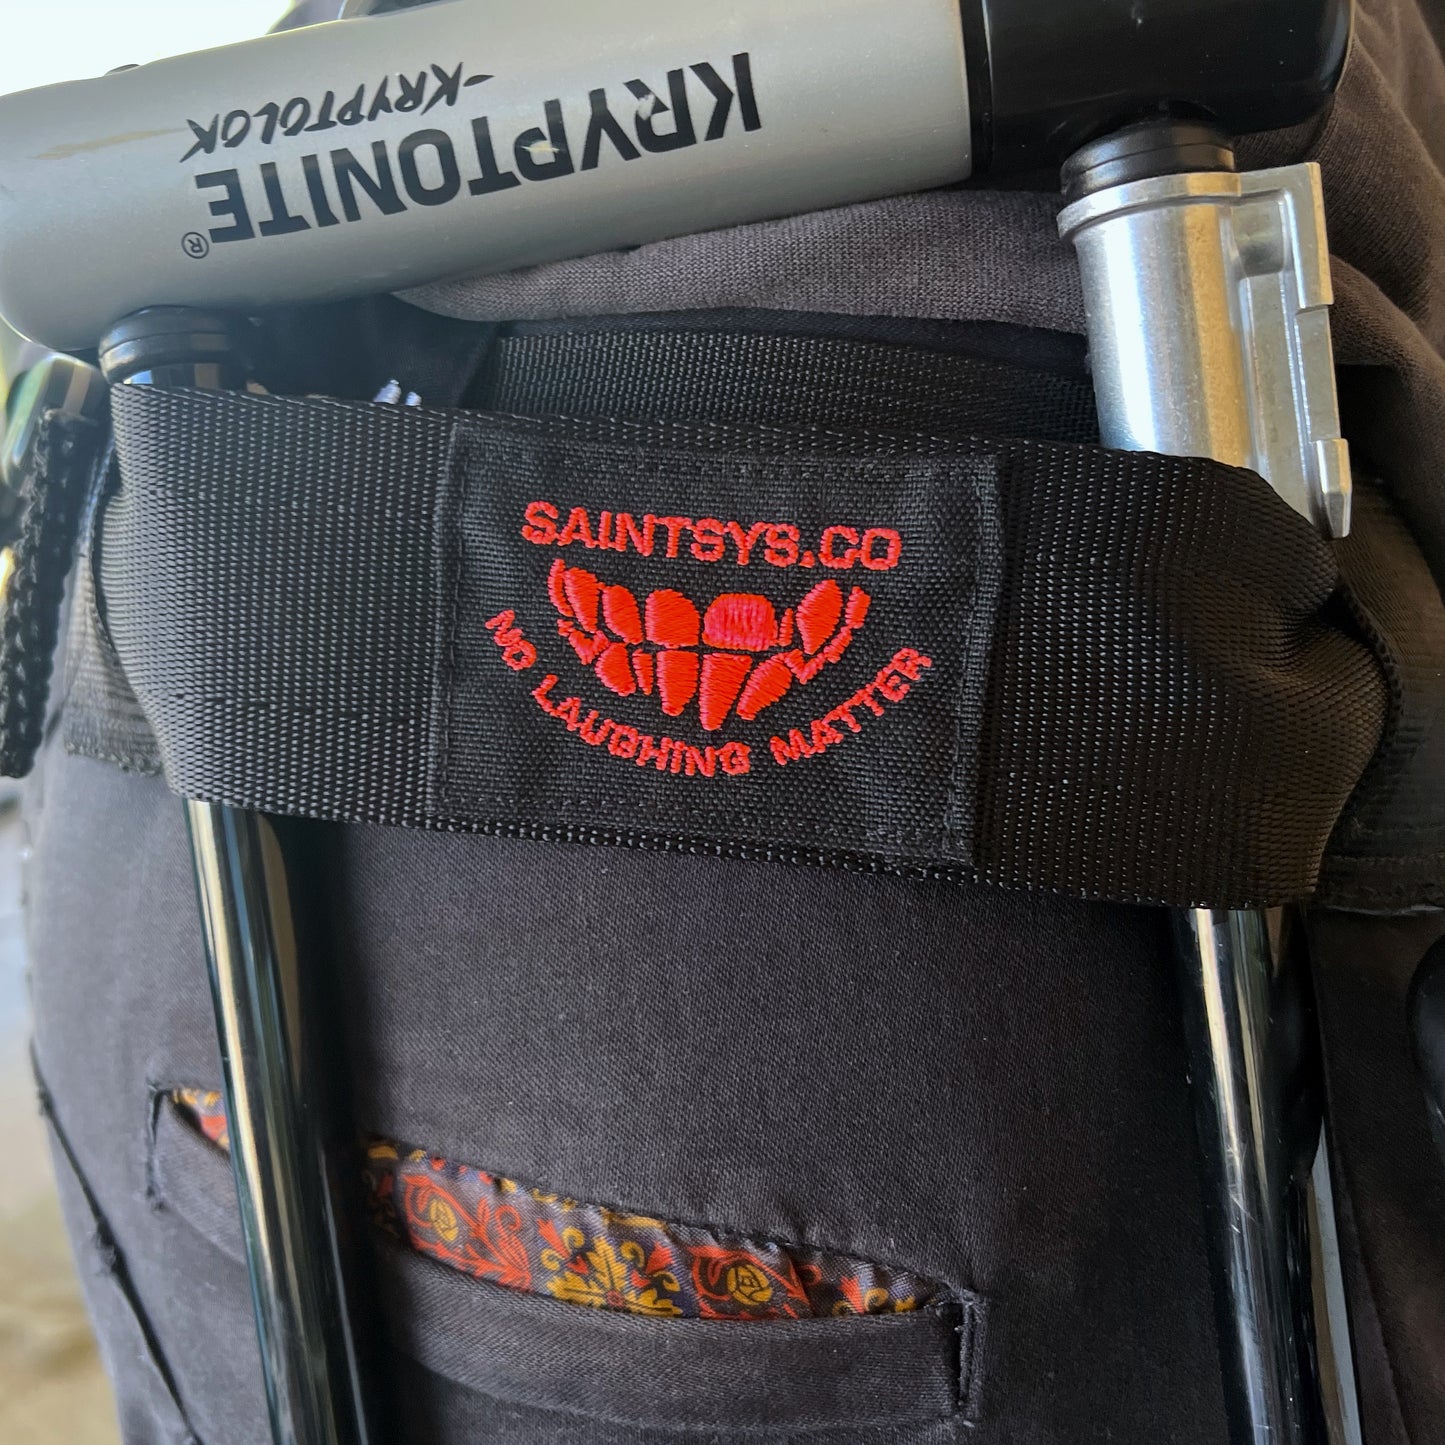 KRYPTONITE®
-KRYPTOLOK
SAINTSYS.CO
NO LAUGHING MATTER